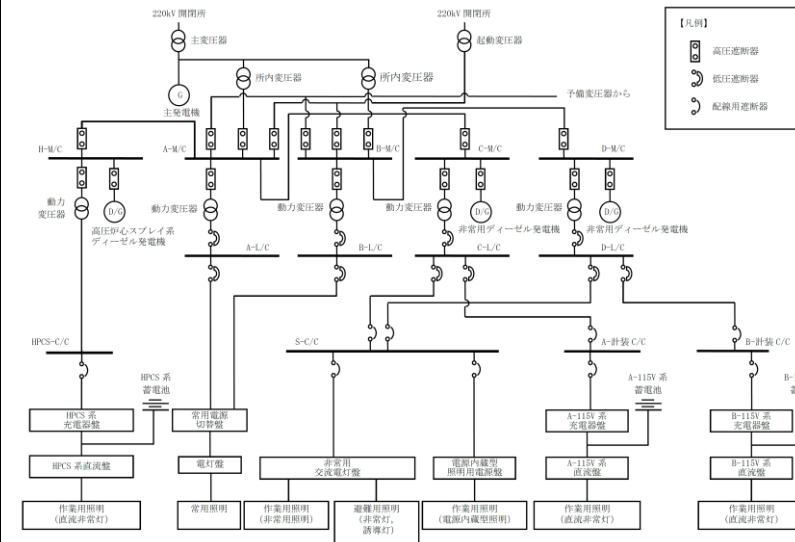 220kV 開閉所
220kV 開閉所
【凡例】
高圧遮断器
低圧遮断器
配線用遮断器
主変圧器
起動変圧器
所内変圧器
所内変圧器
G
主発電機
予備変圧器から
H-M/C
A-M/C
B-M/C
C-M/C
D-M/C
動力
変圧器
D/G
高圧炉心スプレイ系
ディーゼル発電機
動力変圧器
動力変圧器
動力変圧器
D/G
非常用ディーゼル発電機
動力変圧器
D/G
非常用ディーゼル発電機
A-L/C
B-L/C
C-L/C
D-L/C
HPCS-C/C
S-C/C
A-計装 C/C
B-計装 C/C
HPCS 系
蓄電池
A-115V 系
蓄電池
B-1
HPCS 系
充電器盤
常用電源
切替盤
A-115V 系
充電器盤
B-115V 系
充電器盤
HPCS 系直流盤
電灯盤
非常用
交流電灯盤
電源内蔵型
照明用電源盤
A-115V 系
直流盤
B-115V 系
直流盤
作業用照明
(直流非常灯)
常用照明
作業用照明
(非常用照明)
避難用照明
(非常灯,
誘導灯)
作業用照明
(電源内蔵型照明)
作業用照明
(直流非常灯)
作業用照明
(直流非常灯)